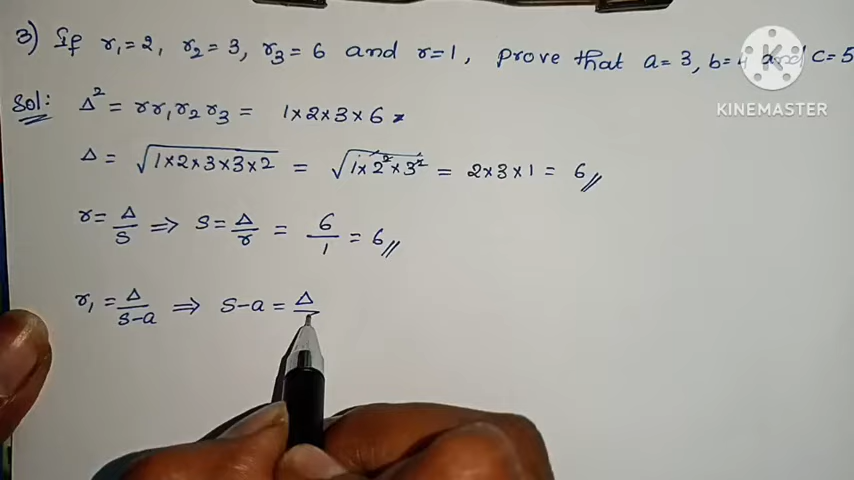 3) If r₁=2, r₂=3, r₃=6 and r=1, prove that a=3, b=4 and c=5
KINEMASTER
Sol: Δ² = r r₁ r₂ r₃ = 1×2×3×6
Δ = √1×2×3×3×2 = √1×2²×3² = 2×3×1 = 6//
r = Δ/S ⇒ S = Δ/r = 6/1 = 6//
r₁ = Δ/S-a ⇒ S-a = Δ/